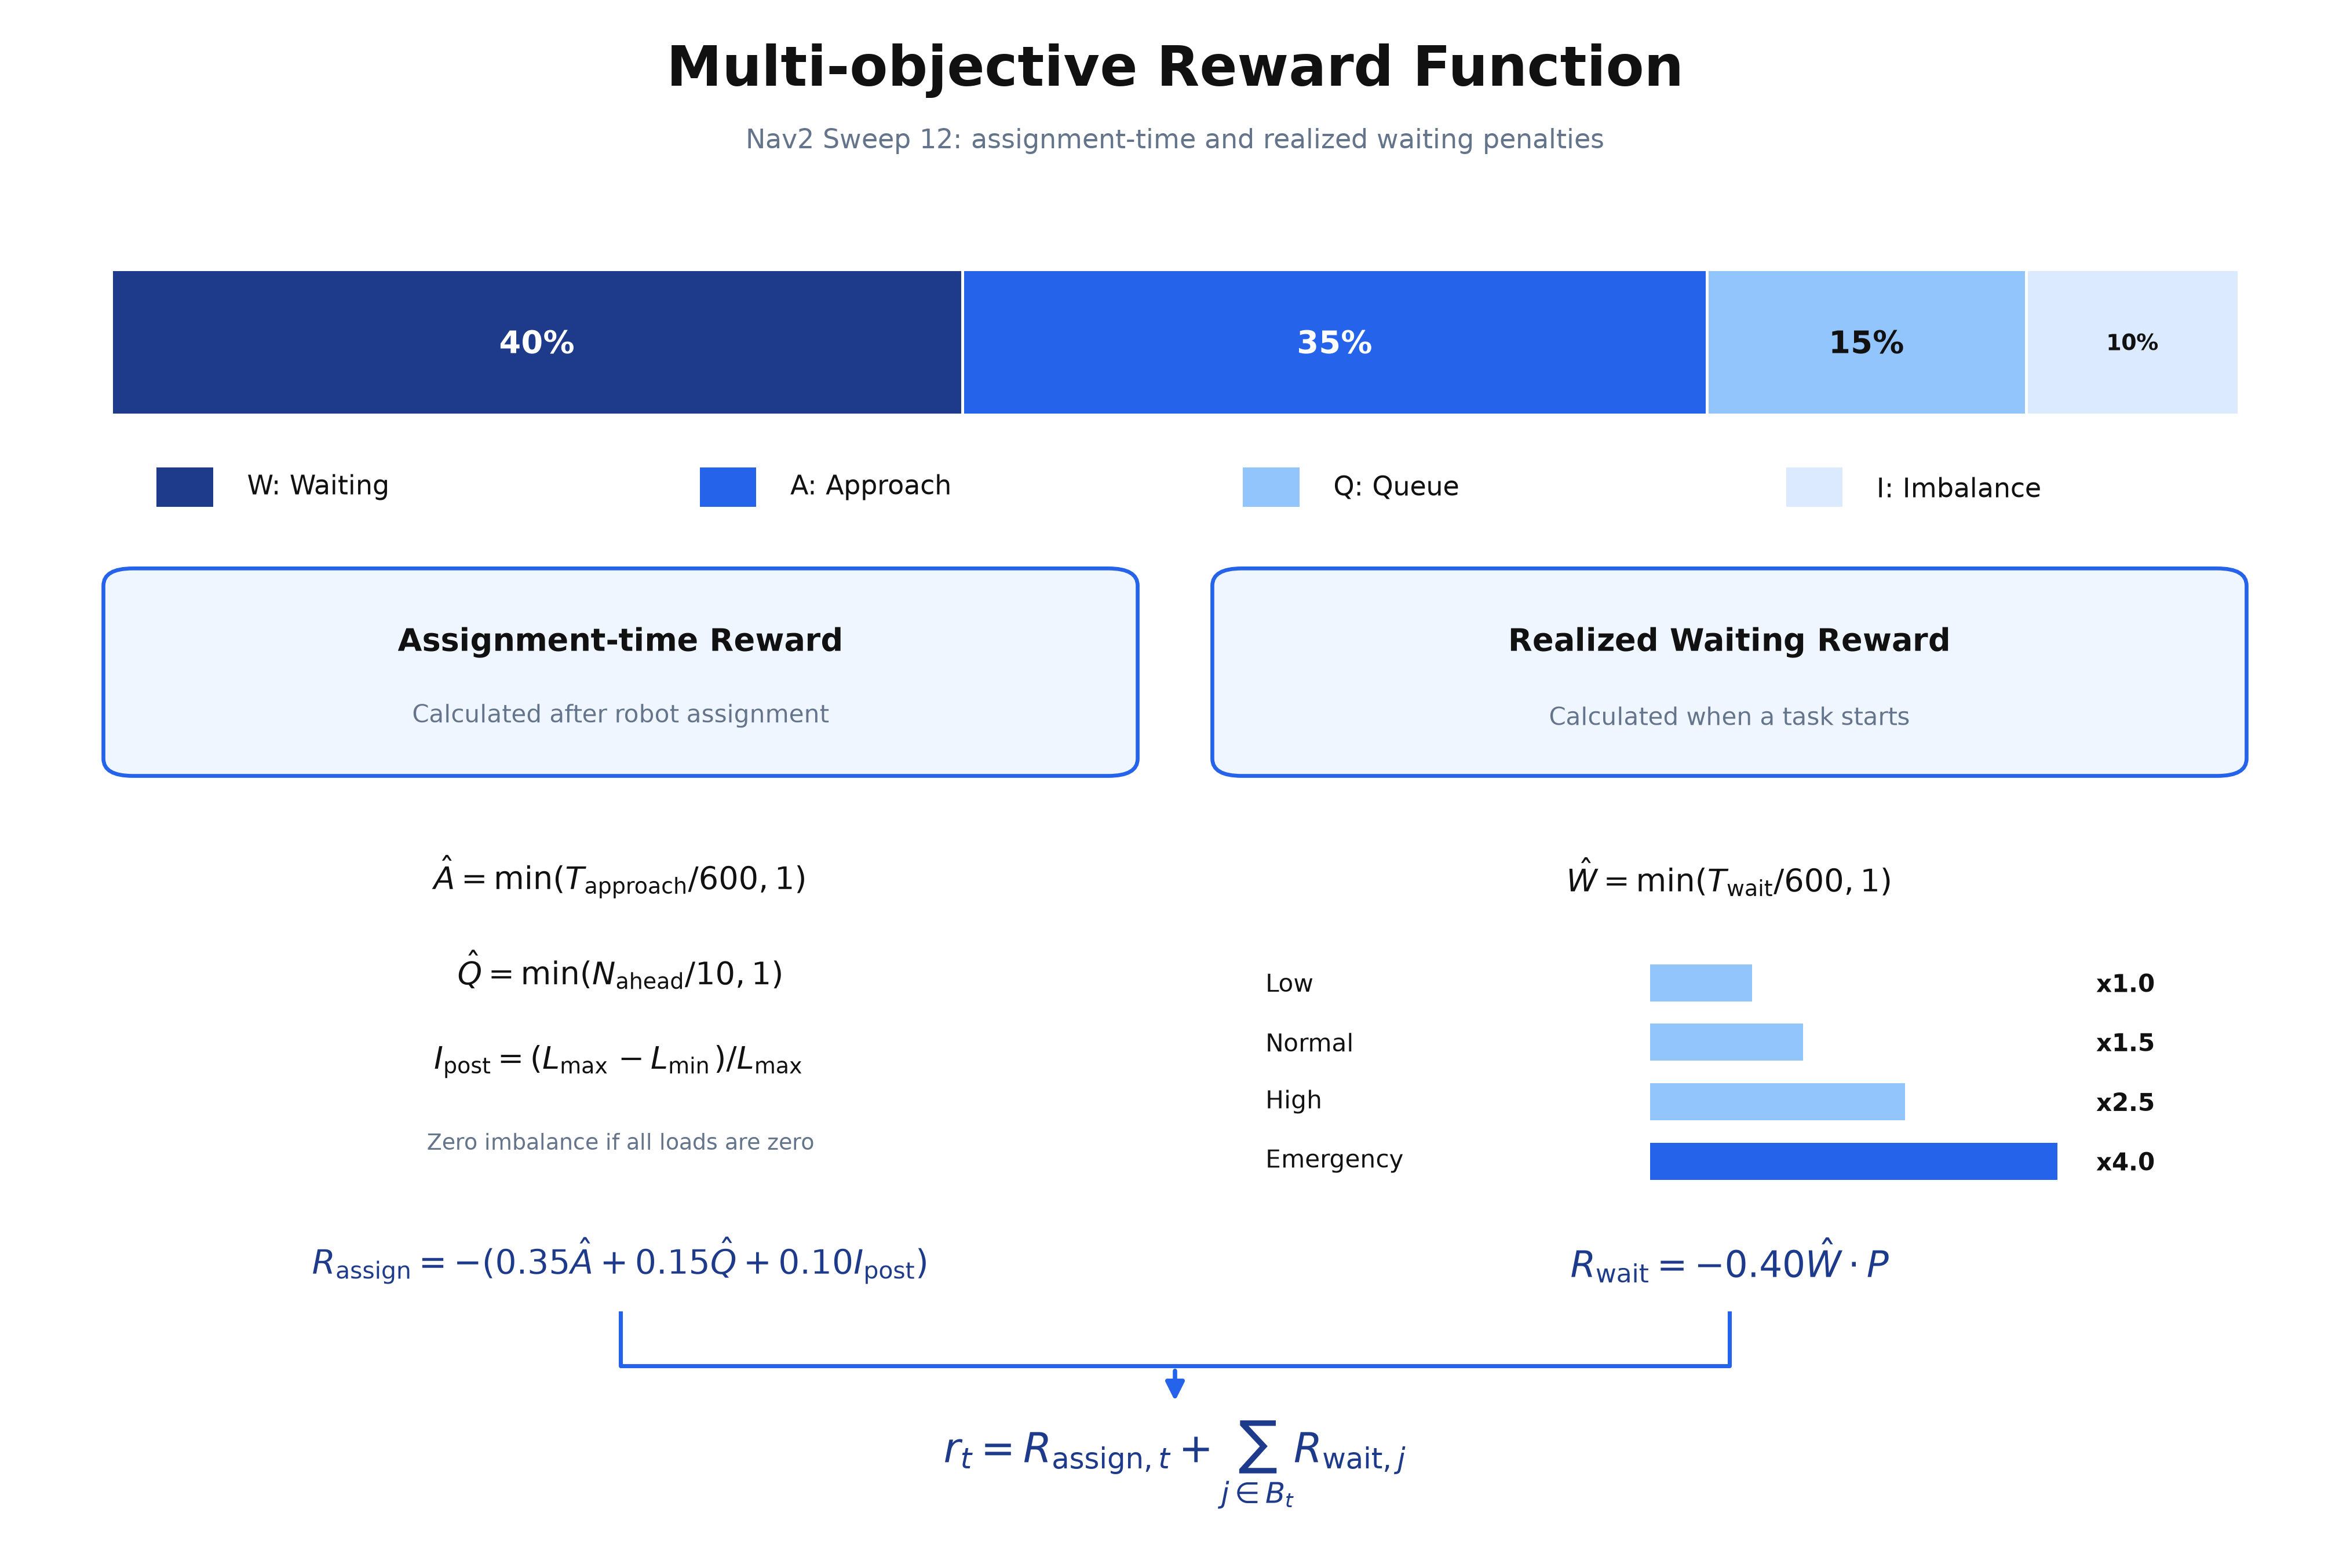 Multi-objective Reward Function
Nav2 Sweep 12: assignment-time and realized waiting penalties
40% 35% 15% 10%
W: Waiting A: Approach Q: Queue I: Imbalance
Assignment-time Reward
Calculated after robot assignment
Realized Waiting Reward
Calculated when a task starts
Â = min(T_approach/600, 1)
Q̂ = min(N_ahead/10, 1)
I_post = (L_max − L_min)/L_max
Zero imbalance if all loads are zero
R_assign = −(0.35Â + 0.15Q̂ + 0.10I_post)
Ŵ = min(T_wait/600, 1)
Low x1.0
Normal x1.5
High x2.5
Emergency x4.0
R_wait = −0.40Ŵ · P
r_t = R_assign,t + ∑_{j∈B_t} R_wait,j